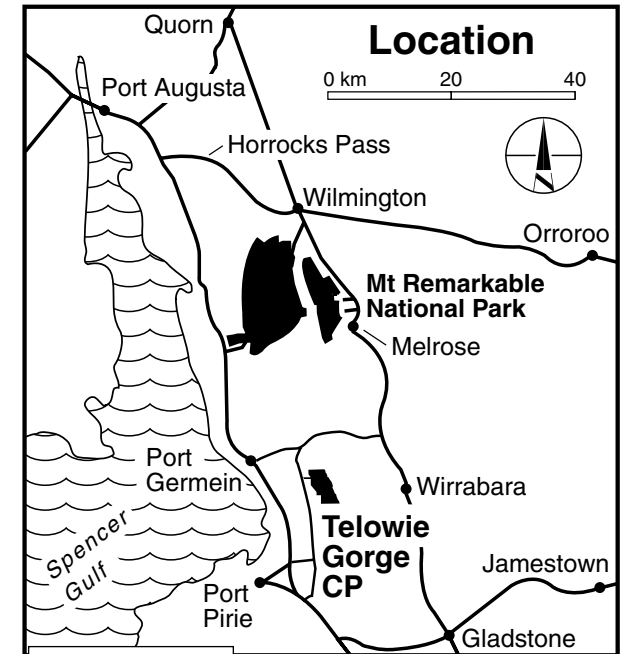 Quorn
Location
0 km 20 40
Port Augusta
Horrocks Pass
Wilmington
Orroroo
Mt Remarkable
National Park
Melrose
Port
Germein
Wirrabara
Telowie
Gorge
CP
Spencer
Gulf
Jamestown
Port
Pirie
Gladstone